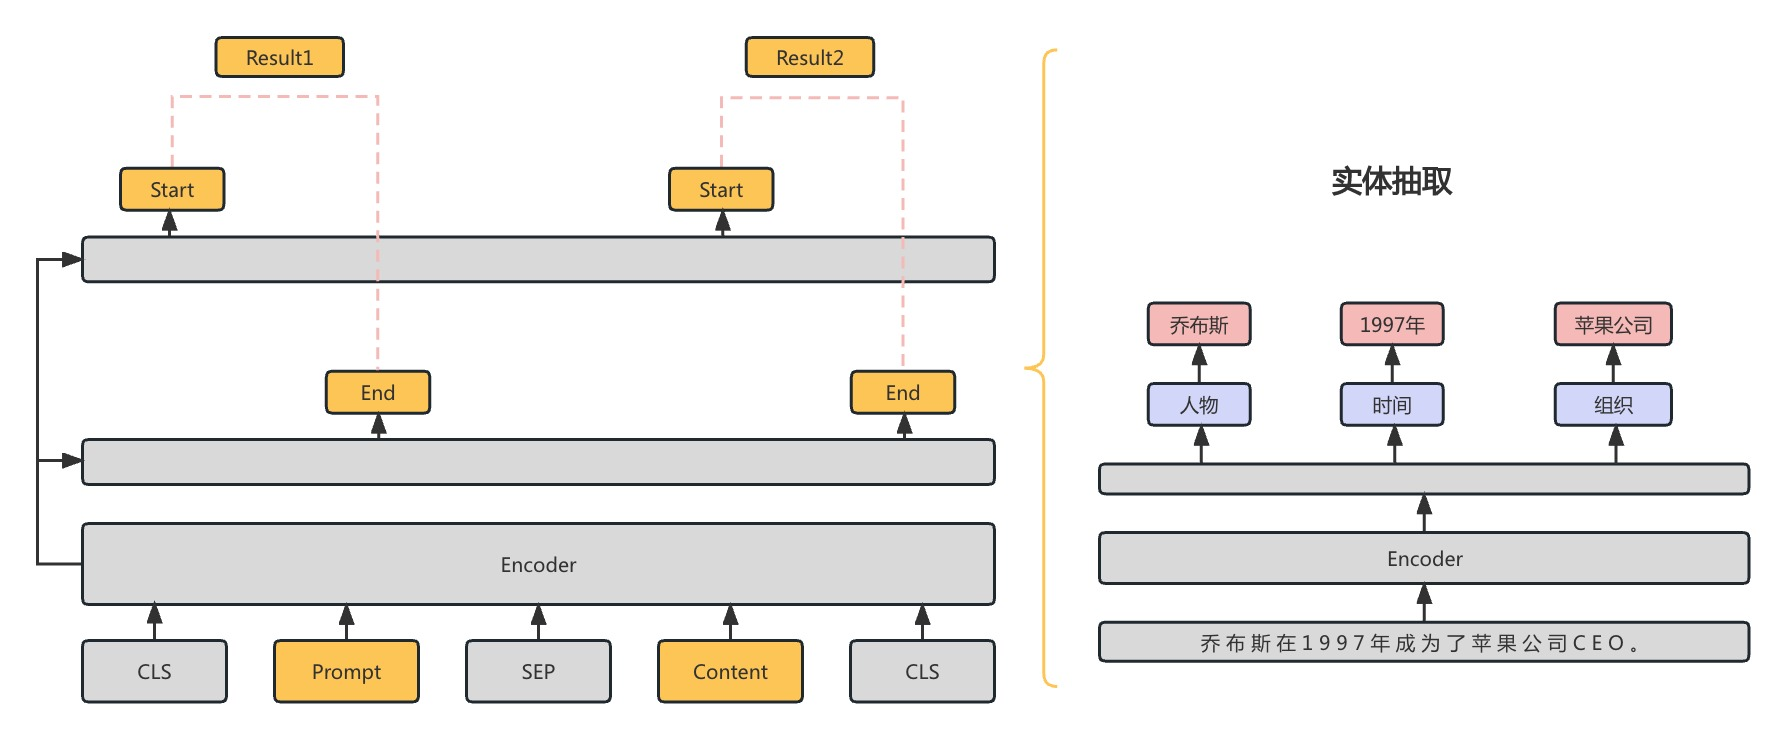 Result1
Result2
Start
Start
End
End
Encoder
CLS
Prompt
SEP
Content
CLS
实体抽取
乔布斯
1997年
苹果公司
人物
时间
组织
Encoder
乔布斯在1997年成为了苹果公司CEO。